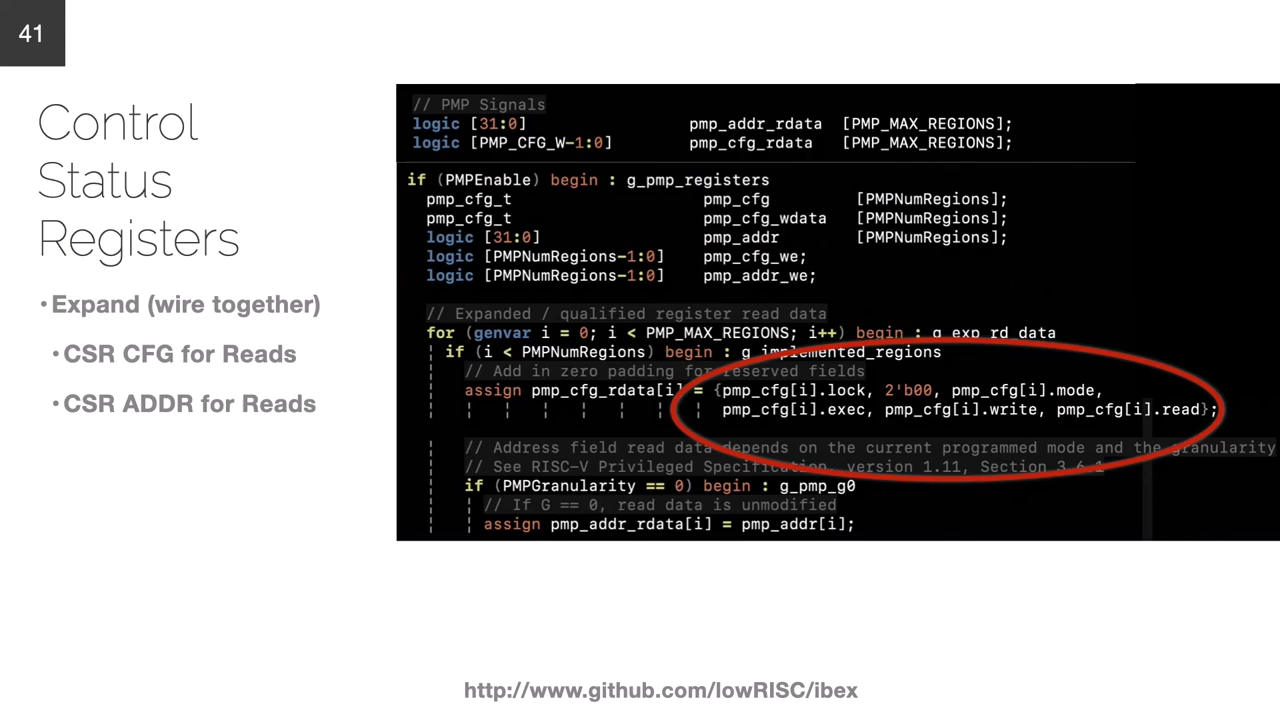 41
Control
Status
Registers
•Expand (wire together)
•CSR CFG for Reads
•CSR ADDR for Reads
// PMP Signals
logic [31:0] pmp_addr_rdata [PMP_MAX_REGIONS];
logic [PMP_CFG_W-1:0] pmp_cfg_rdata [PMP_MAX_REGIONS];
if (PMPEnable) begin : g_pmp_registers
pmp_cfg_t pmp_cfg [PMPNumRegions];
pmp_cfg_t pmp_cfg_wdata [PMPNumRegions];
logic [31:0] pmp_addr [PMPNumRegions];
logic [PMPNumRegions-1:0] pmp_cfg_we;
logic [PMPNumRegions-1:0] pmp_addr_we;
// Expanded / qualified register read data
for (genvar i = 0; i < PMP_MAX_REGIONS; i++) begin : g_exp_rd_data
if (i < PMPNumRegions) begin : g_implemented_regions
// Add in zero padding for reserved fields
assign pmp_cfg_rdata[i] = {pmp_cfg[i].lock, 2'b00, pmp_cfg[i].mode,
pmp_cfg[i].exec, pmp_cfg[i].write, pmp_cfg[i].read};
// Address field read data depends on the current programmed mode and the granularity
// See RISC-V Privileged Specification, version 1.11, Section 3.6.1
if (PMPGranularity == 0) begin : g_pmp_g0
// If G == 0, read data is unmodified
assign pmp_addr_rdata[i] = pmp_addr[i];
http://www.github.com/lowRISC/ibex